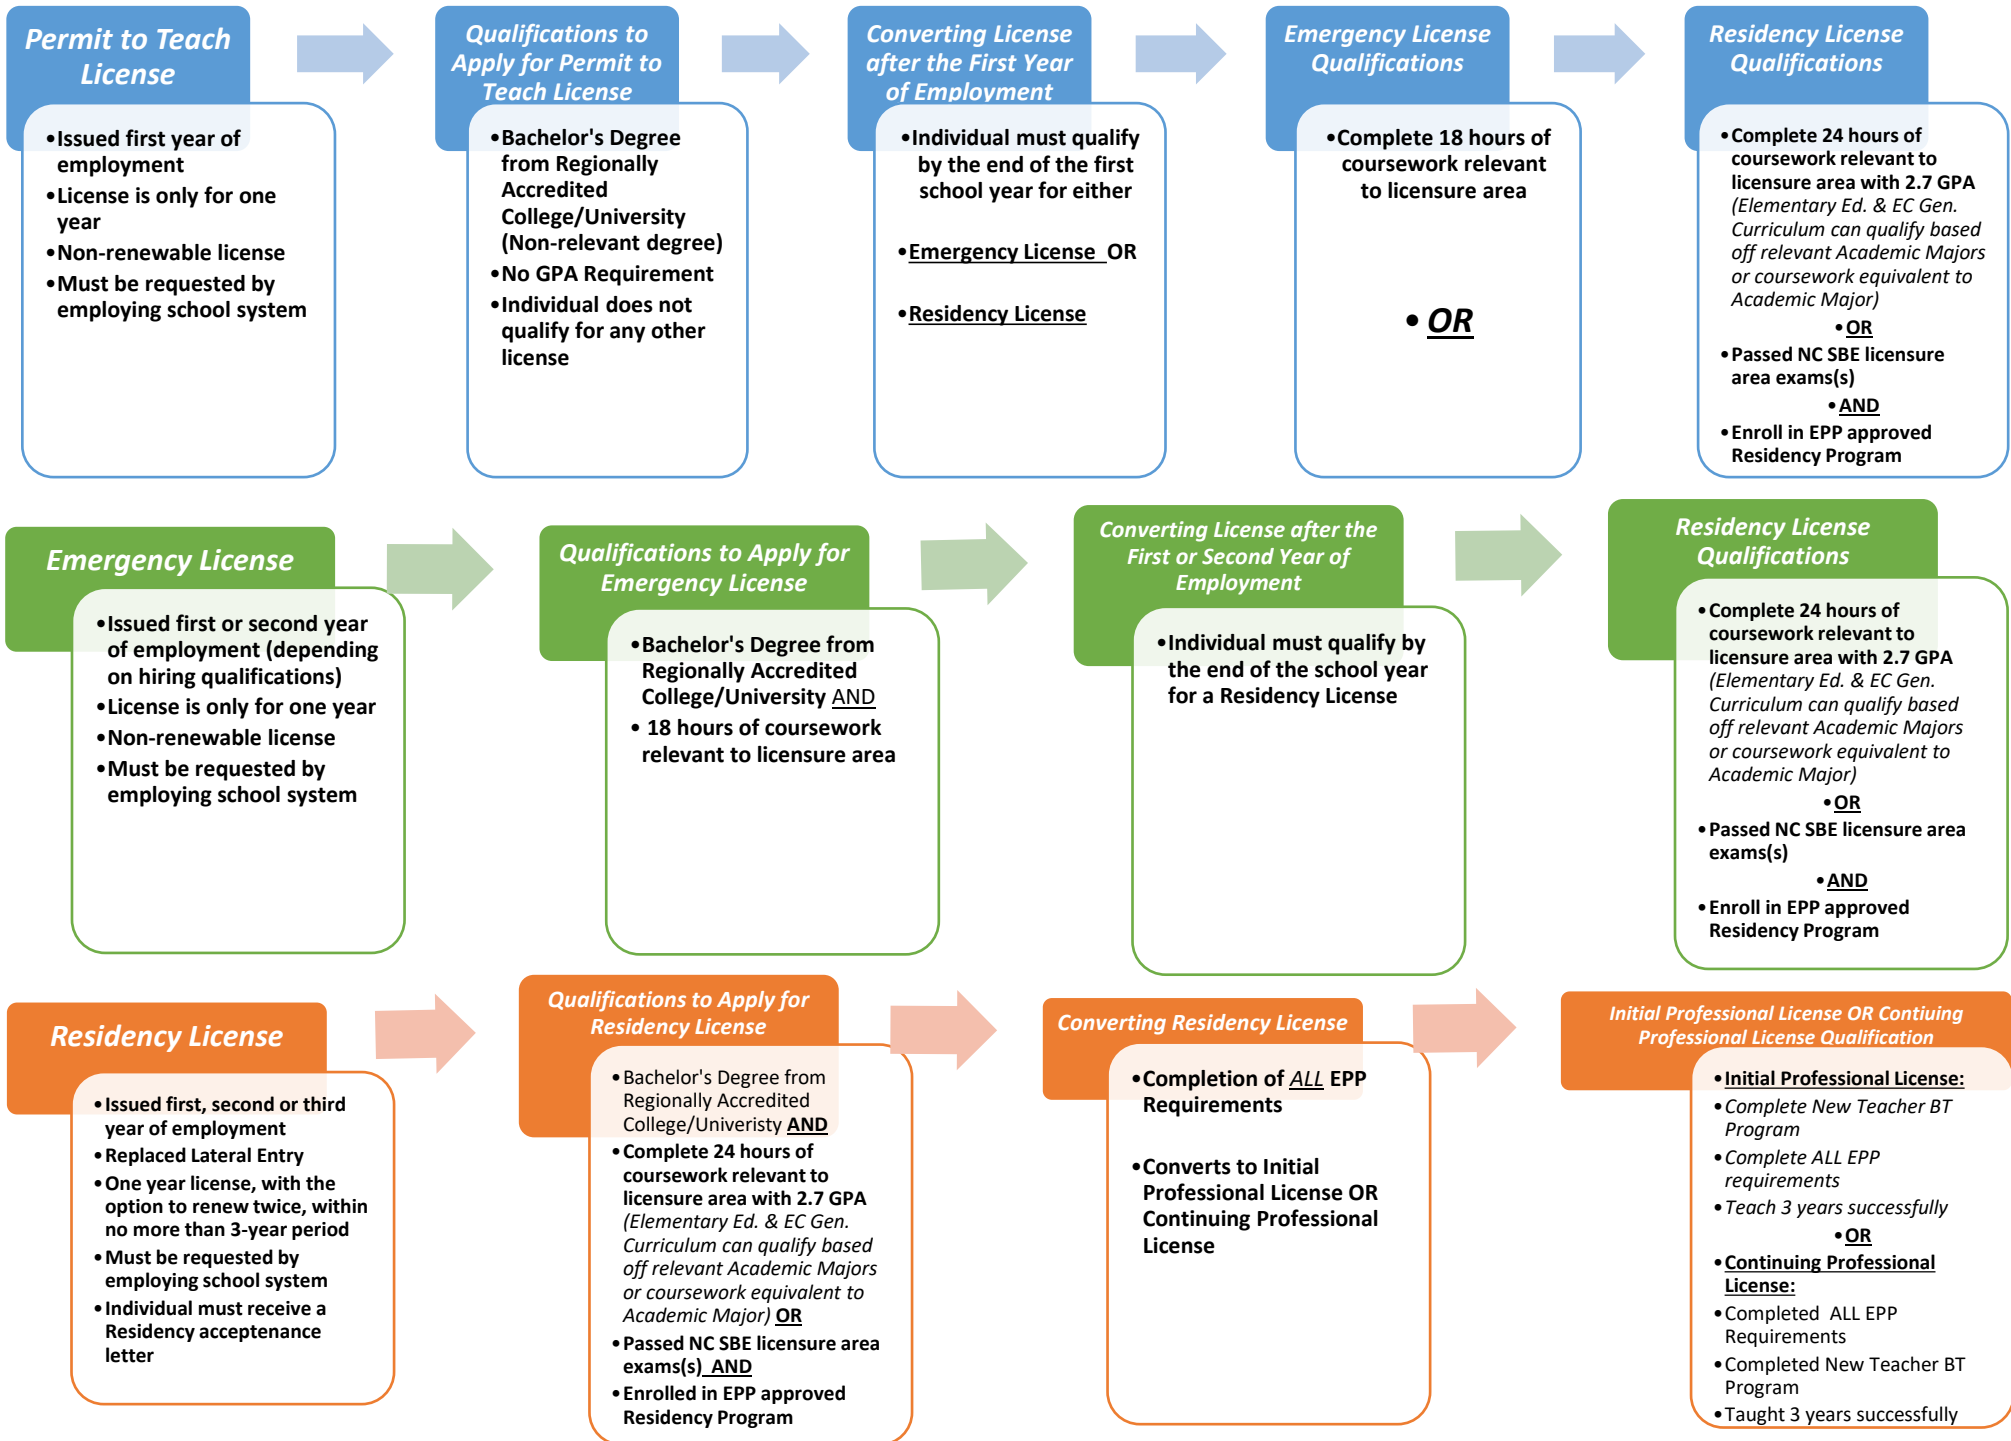 Permit to Teach
License
•Issued first year of
employment
•License is only for one
year
•Non-renewable license
•Must be requested by
employing school system
Qualifications to
Apply for Permit to
Teach License
•Bachelor's Degree
from Regionally
Accredited
College/University
(Non-relevant degree)
•No GPA Requirement
•Individual does not
qualify for any other
license
Converting License
after the First Year
of Employment
•Individual must qualify
by the end of the first
school year for either
•Emergency License OR
•Residency License
Emergency License
Qualifications
•Complete 18 hours of
coursework relevant
to licensure area
•OR
Residency License
Qualifications
•Complete 24 hours of
coursework relevant to
licensure area with 2.7 GPA
(Elementary Ed. & EC Gen.
Curriculum can qualify based
off relevant Academic Majors
or coursework equivalent to
Academic Major)
•OR
•Passed NC SBE licensure
area exams(s)
•AND
•Enroll in EPP approved
Residency Program
Emergency License
•Issued first or second year
of employment (depending
on hiring qualifications)
•License is only for one year
•Non-renewable license
•Must be requested by
employing school system
Qualifications to Apply for
Emergency License
•Bachelor's Degree from
Regionally Accredited
College/University AND
• 18 hours of coursework
relevant to licensure area
Converting License after the
First or Second Year of
Employment
•Individual must qualify by
the end of the school year
for a Residency License
Residency License
Qualifications
•Complete 24 hours of
coursework relevant to
licensure area with 2.7 GPA
(Elementary Ed. & EC Gen.
Curriculum can qualify based
off relevant Academic Majors
or coursework equivalent to
Academic Major)
•OR
•Passed NC SBE licensure area
exams(s)
•AND
•Enroll in EPP approved
Residency Program
Residency License
•Issued first, second or third
year of employment
•Replaced Lateral Entry
•One year license, with the
option to renew twice, within
no more than 3-year period
•Must be requested by
employing school system
•Individual must receive a
Residency acceptenance
letter
Qualifications to Apply for
Residency License
•Bachelor's Degree from
Regionally Accredited
College/Univeristy AND
•Complete 24 hours of
coursework relevant to
licensure area with 2.7 GPA
(Elementary Ed. & EC Gen.
Curriculum can qualify based
off relevant Academic Majors
or coursework equivalent to
Academic Major) OR
•Passed NC SBE licensure area
exams(s) AND
•Enrolled in EPP approved
Residency Program
Converting Residency License
•Completion of ALL EPP
Requirements
•Converts to Initial
Professional License OR
Continuing Professional
License
Initial Professional License OR Contiuing
Professional License Qualification
•Initial Professional License:
•Complete New Teacher BT
Program
•Complete ALL EPP
requirements
•Teach 3 years successfully
•OR
•Continuing Professional
License:
•Completed ALL EPP
Requirements
•Completed New Teacher BT
Program
•Taught 3 years successfully